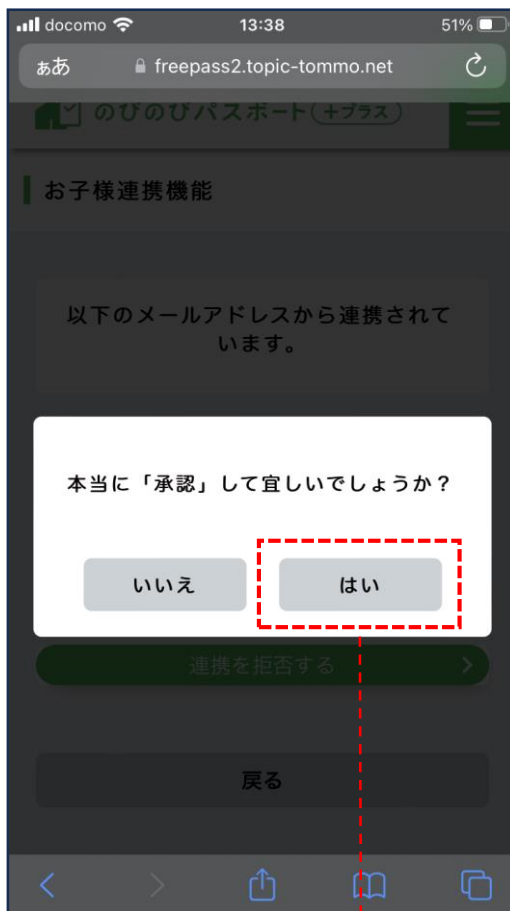 docomo 13:38 51%
ぁあ freepass2.topic-tommo.net
のびのびパスポート(+プラス)
お子様連携機能
以下のメールアドレスから連携されて
います。
本当に「承認」して宜しいでしょうか？
いいえ はい
連携を拒否する
戻る